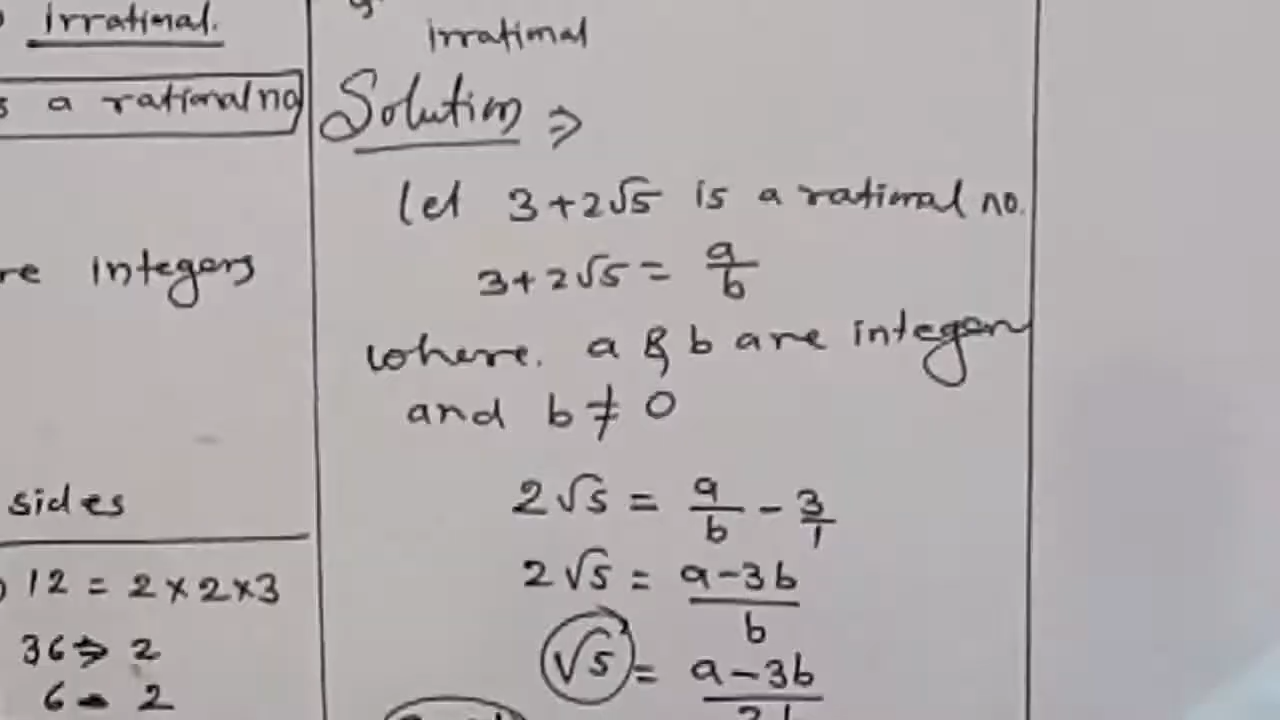 irrational.
a rational no
re integers
sides
12 = 2 × 2 × 3
36 ⇒ 2
6 - 2
irrational
Solution ⇒
let 3+2√5 is a rational no.
3+2√5 = a/b
where. a & b are integers
and b ≠ 0
2√5 = a/b - 3/1
2√5 = a-3b/b
√5 = a-3b